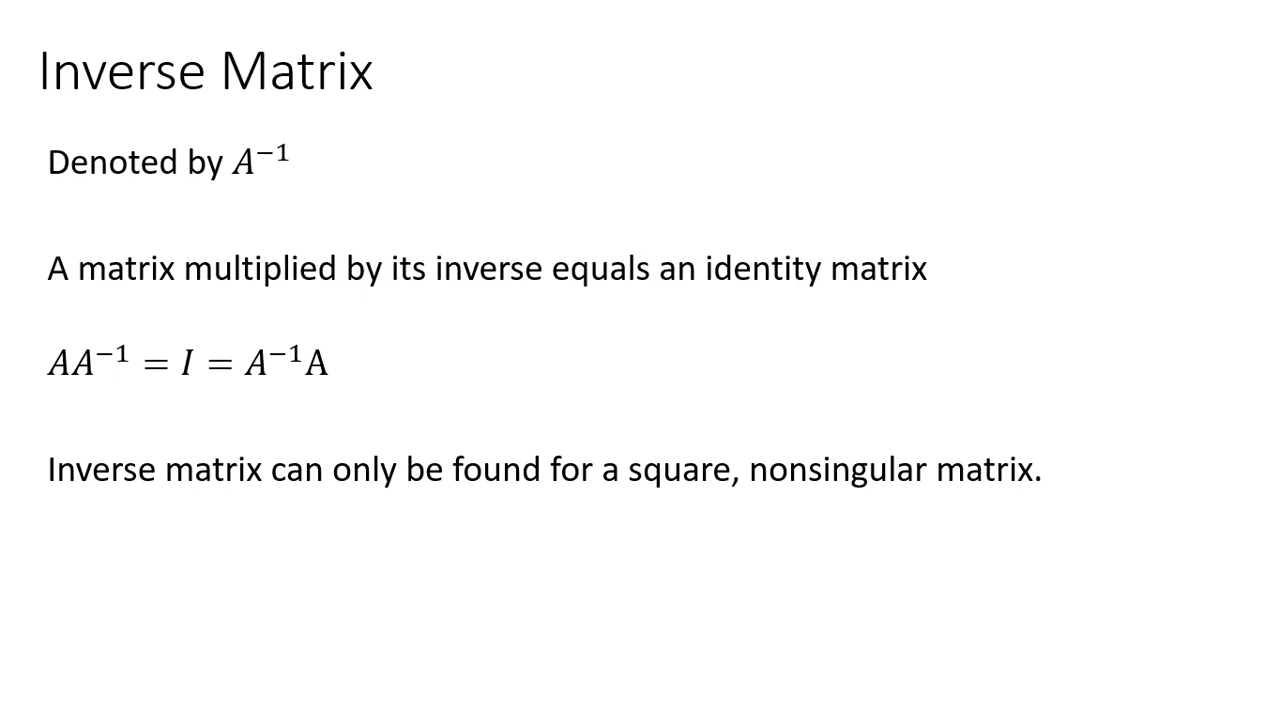 Inverse Matrix
Denoted by A⁻¹
A matrix multiplied by its inverse equals an identity matrix
AA⁻¹ = I = A⁻¹A
Inverse matrix can only be found for a square, nonsingular matrix.